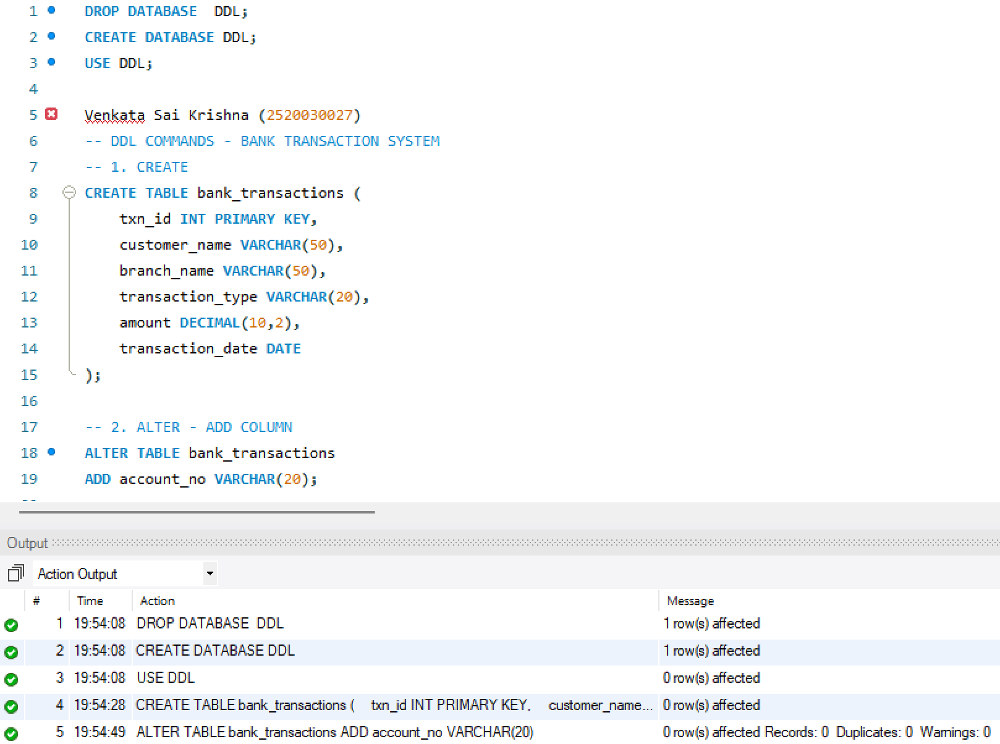 1 DROP DATABASE  DDL;
2 CREATE DATABASE DDL;
3 USE DDL;
4
5 Venkata Sai Krishna (2520030027)
6 -- DDL COMMANDS - BANK TRANSACTION SYSTEM
7 -- 1. CREATE
8 CREATE TABLE bank_transactions (
9     txn_id INT PRIMARY KEY,
10     customer_name VARCHAR(50),
11     branch_name VARCHAR(50),
12     transaction_type VARCHAR(20),
13     amount DECIMAL(10,2),
14     transaction_date DATE
15 );
16
17 -- 2. ALTER - ADD COLUMN
18 ALTER TABLE bank_transactions
19 ADD account_no VARCHAR(20);
Output
Action Output
# Time Action Message
1 19:54:08 DROP DATABASE  DDL 1 row(s) affected
2 19:54:08 CREATE DATABASE DDL 1 row(s) affected
3 19:54:08 USE DDL 0 row(s) affected
4 19:54:28 CREATE TABLE bank_transactions (     txn_id INT PRIMARY KEY,     customer_name... 0 row(s) affected
5 19:54:49 ALTER TABLE bank_transactions ADD account_no VARCHAR(20) 0 row(s) affected Records: 0  Duplicates: 0  Warnings: 0